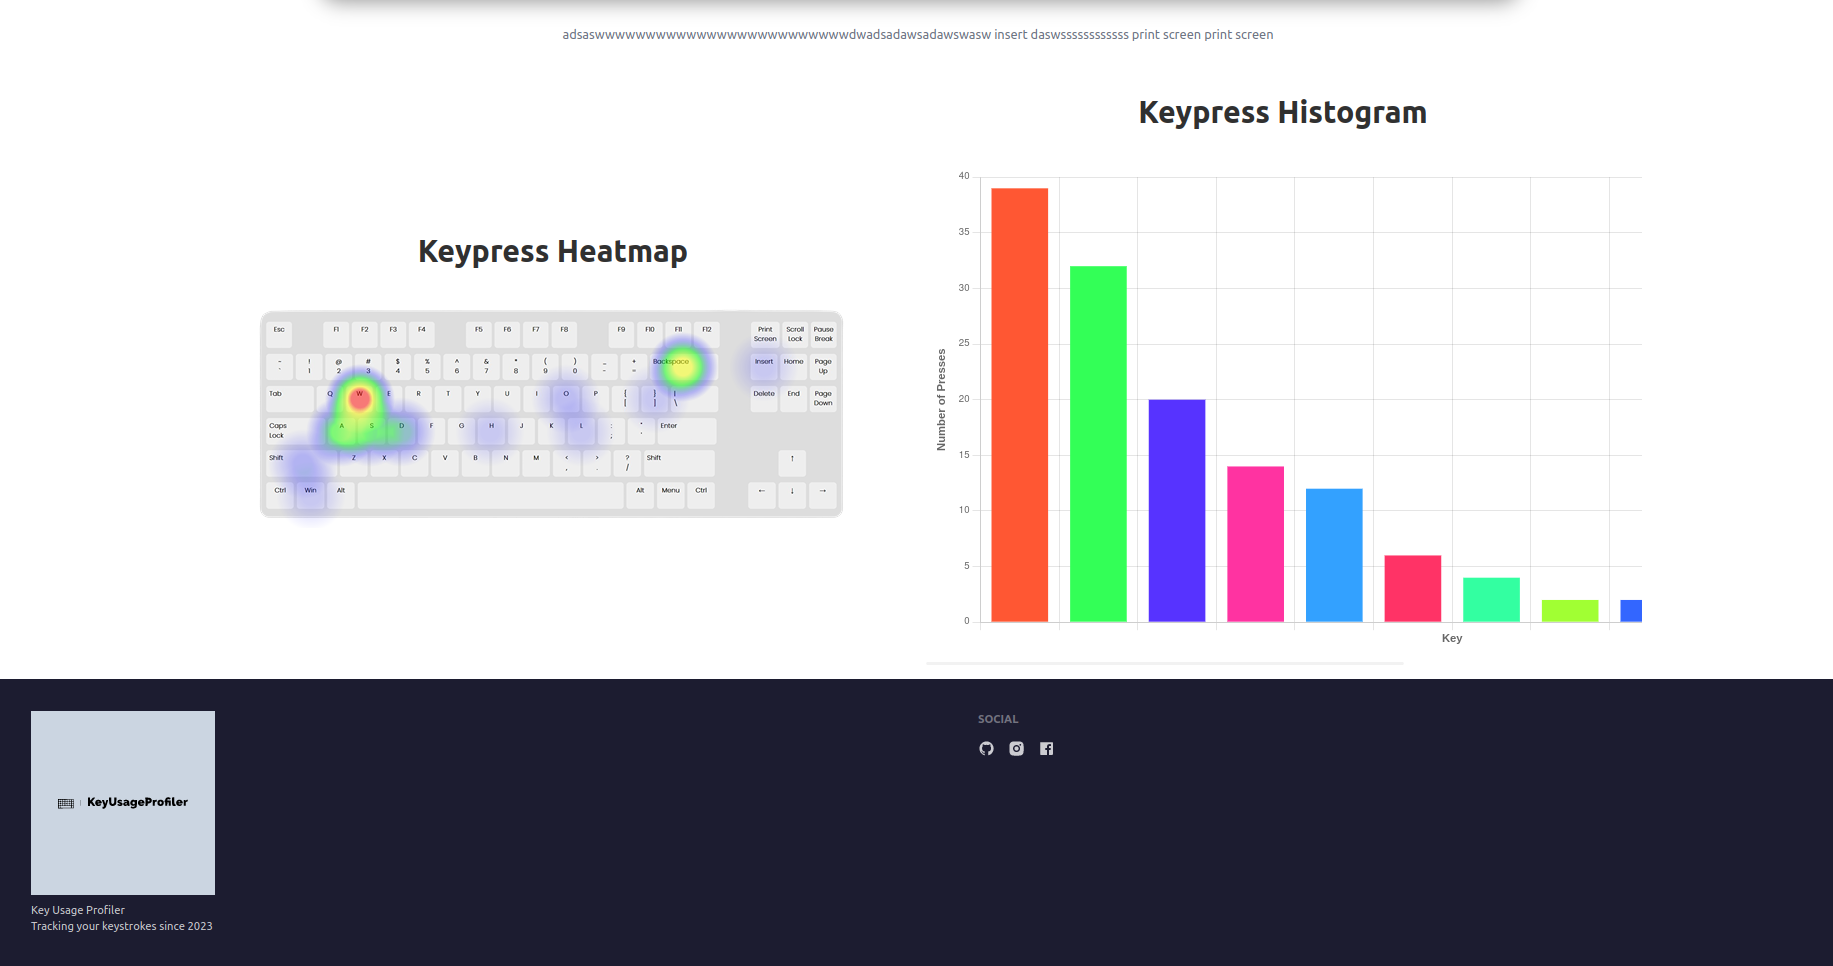 adsaswwwwwwwwwwwwwwwwwwwwwwwwwdwadsadawsadawswasw insert daswssssssssssss print screen print screen
Keypress Heatmap
Esc F1 F2 F3 F4 F5 F6 F7 F8 F9 F10 F11 F12 Print Screen Scroll Lock Pause Break
~ ` ! 1 @ 2 # 3 $ 4 % 5 ^ 6 & 7 * 8 ( 9 ) 0 _ - + = Backspace Insert Home Page Up
Tab Q W E R T Y U I O P { [ } ] | \ Delete End Page Down
Caps Lock A S D F G H J K L : ; " ' Enter
Shift Z X C V B N M < , > . ? / Shift ↑
Ctrl Win Alt Alt Menu Ctrl ← ↓ →
Keypress Histogram
Number of Presses
40
35
30
25
20
15
10
5
0
Key
KeyUsageProfiler
Key Usage Profiler
Tracking your keystrokes since 2023
SOCIAL